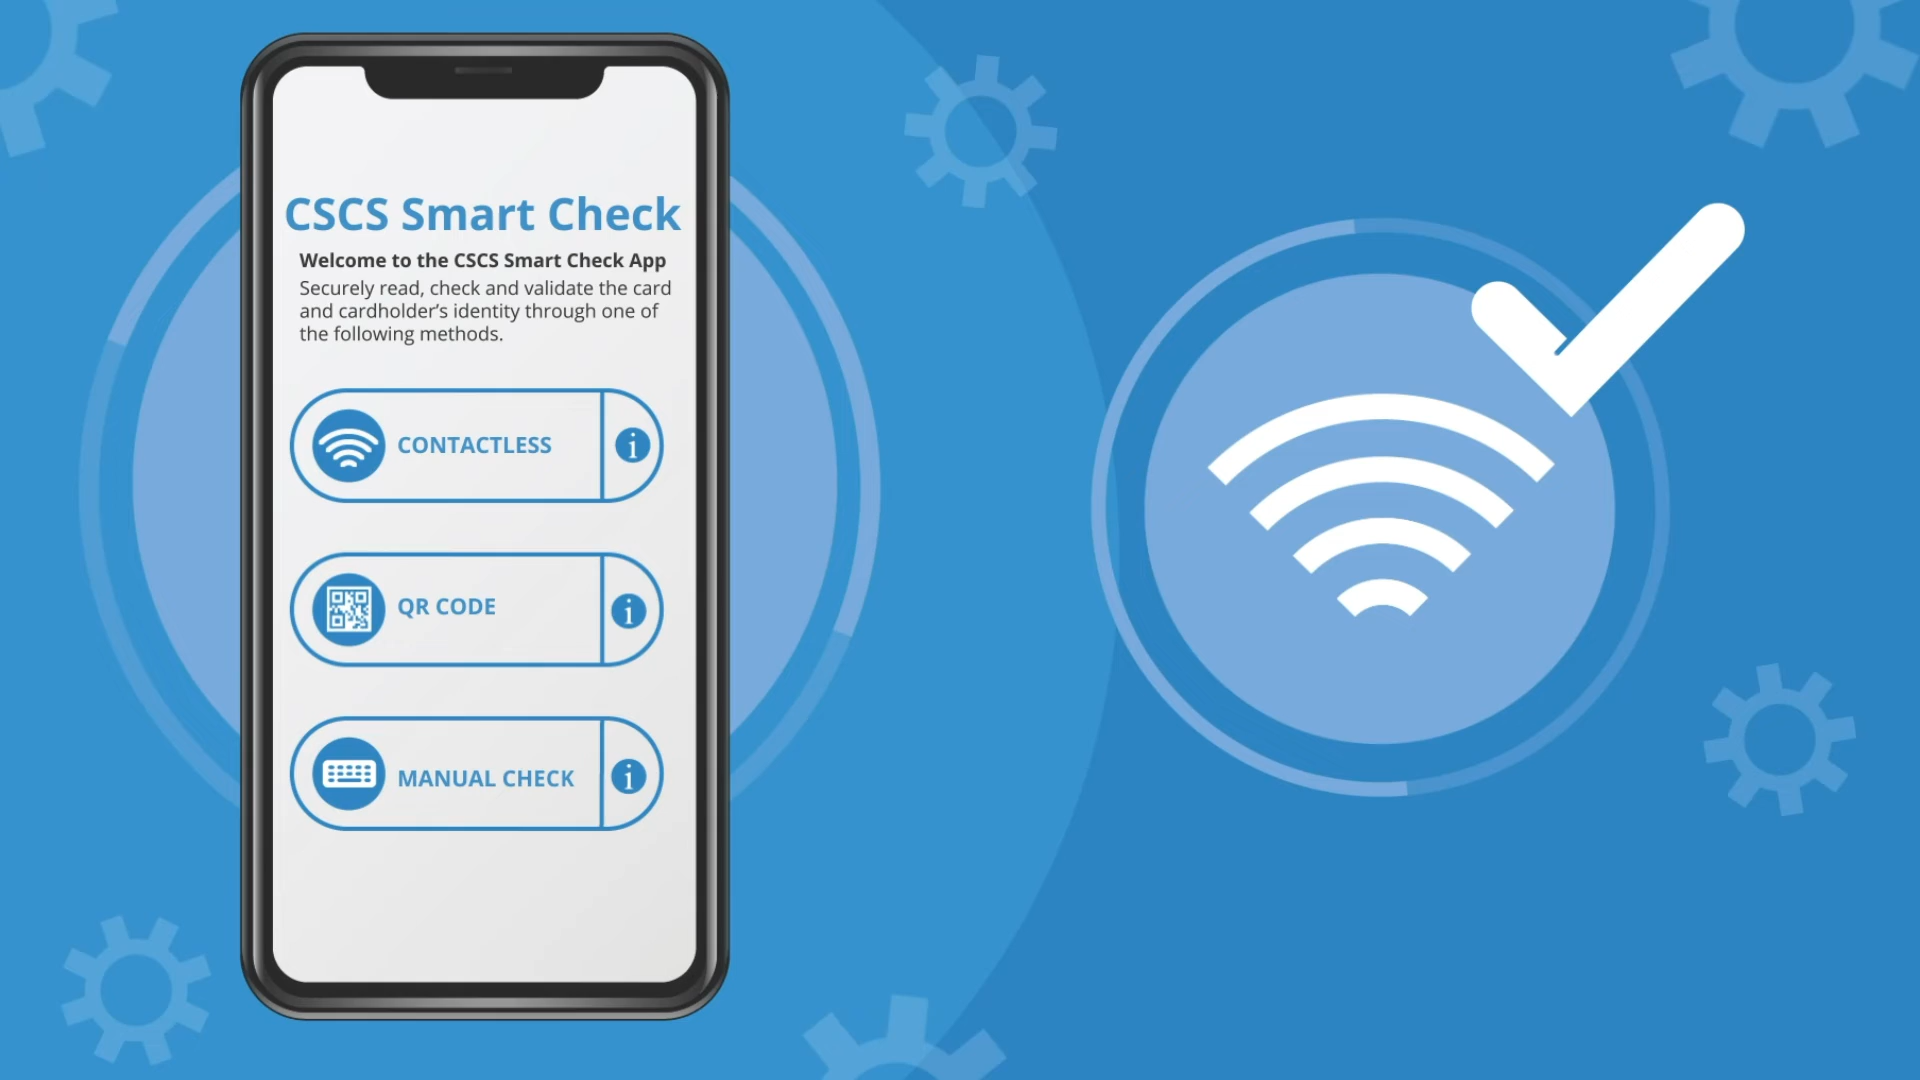 CSCS Smart Check
Welcome to the CSCS Smart Check App
Securely read, check and validate the card
and cardholder’s identity through one of
the following methods.
CONTACTLESS
i
QR CODE
i
MANUAL CHECK
i